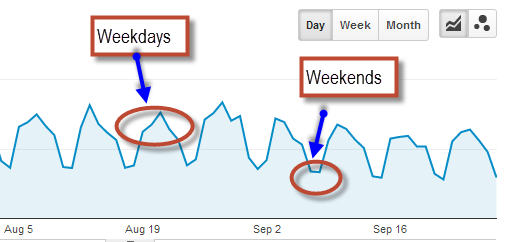 Day Week Month
Weekdays
Weekends
Aug 5 Aug 19 Sep 2 Sep 16